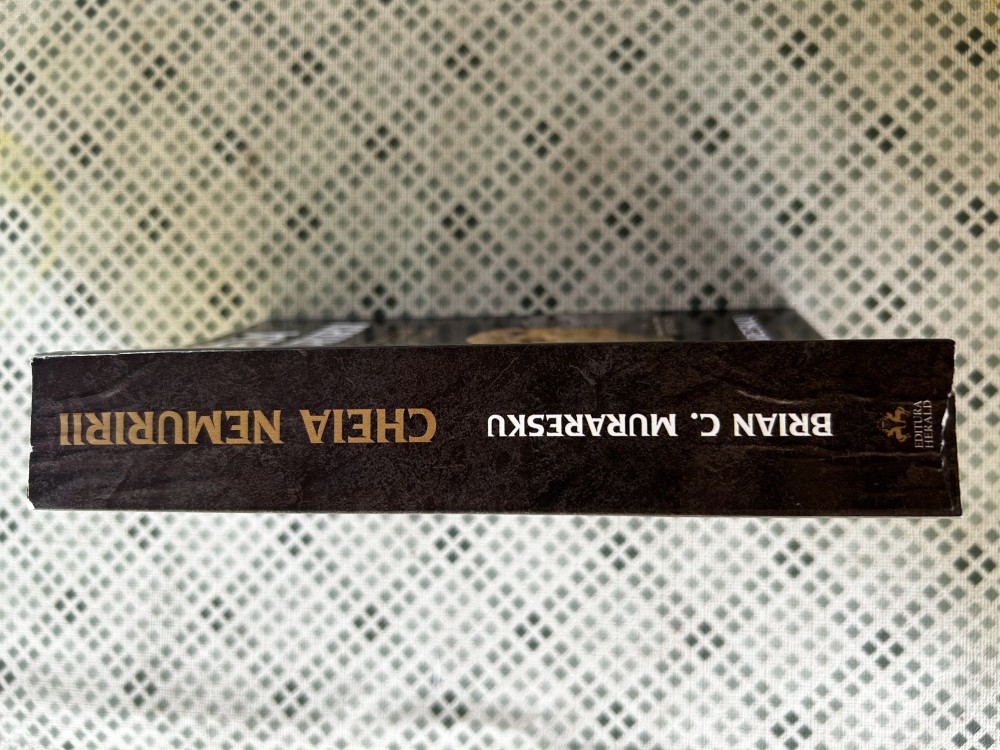 BRIAN C. MURARESKU
CHEIA NEMURIRII
EDITURA
HERALD